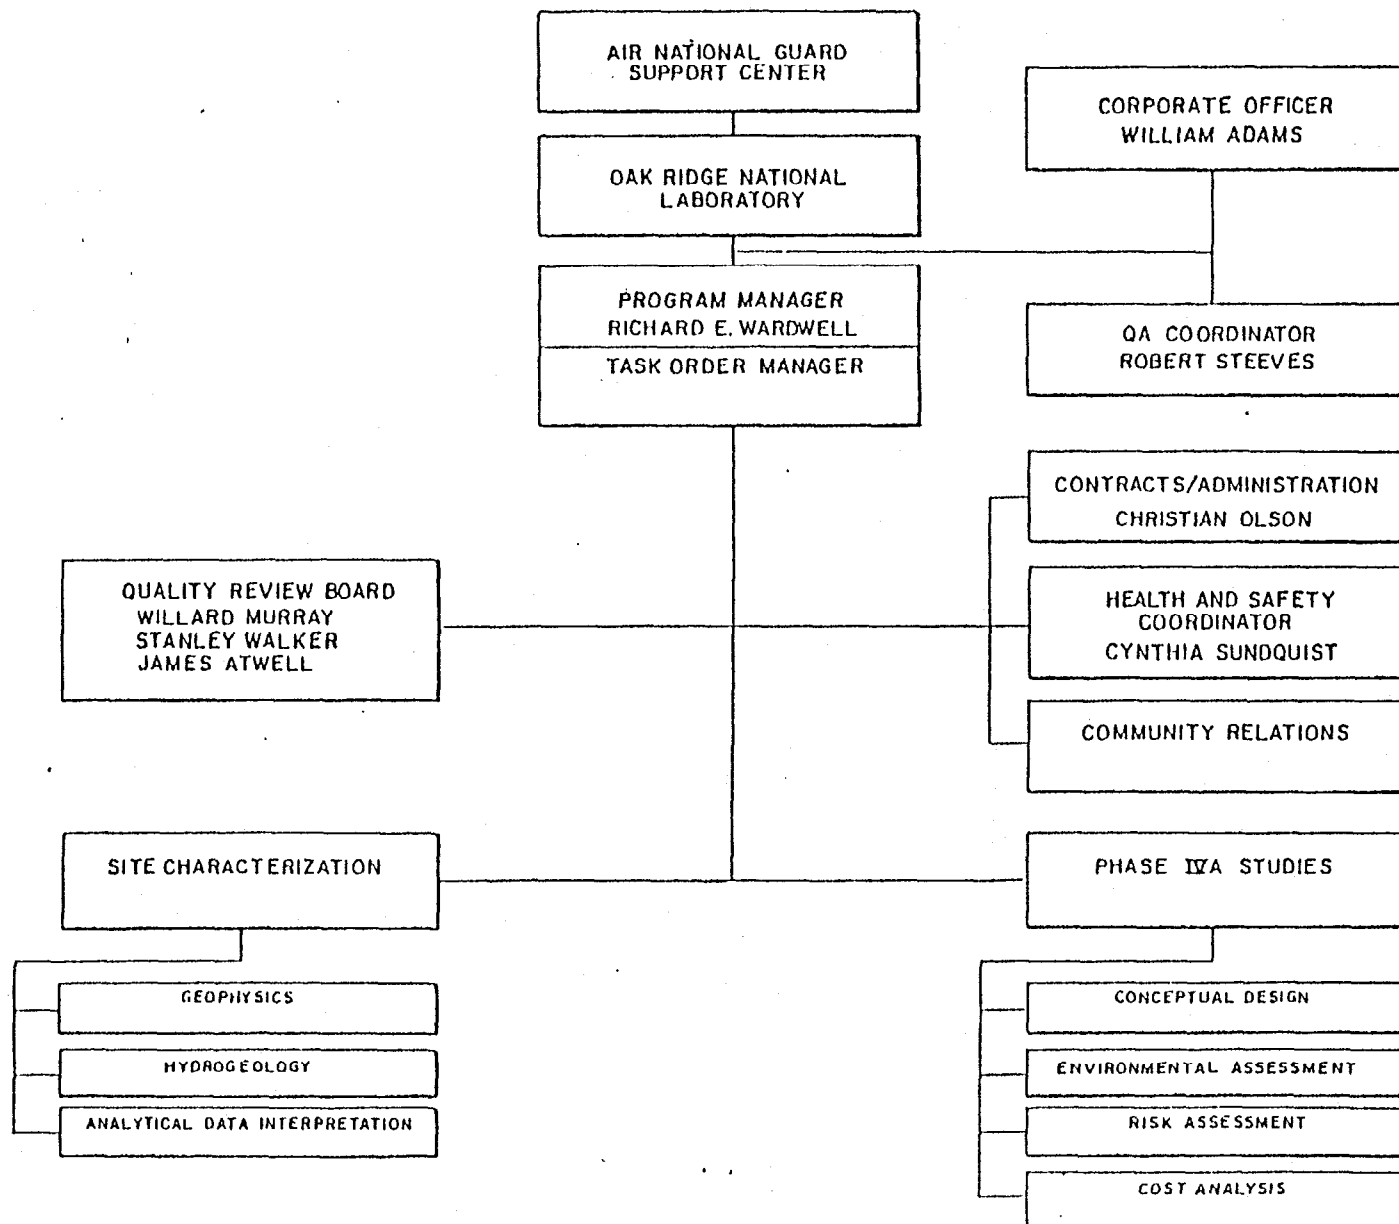 AIR NATIONAL GUARD
SUPPORT CENTER
CORPORATE OFFICER
WILLIAM ADAMS
OAK RIDGE NATIONAL
LABORATORY
PROGRAM MANAGER
RICHARD E. WARDWELL
TASK ORDER MANAGER
QA COORDINATOR
ROBERT STEEVES
CONTRACTS/ADMINISTRATION
CHRISTIAN OLSON
QUALITY REVIEW BOARD
WILLARD MURRAY
STANLEY WALKER
JAMES ATWELL
HEALTH AND SAFETY
COORDINATOR
CYNTHIA SUNDQUIST
COMMUNITY RELATIONS
SITE CHARACTERIZATION
PHASE IVA STUDIES
GEOPHYSICS
HYDROGEOLOGY
ANALYTICAL DATA INTERPRETATION
CONCEPTUAL DESIGN
ENVIRONMENTAL ASSESSMENT
RISK ASSESSMENT
COST ANALYSIS